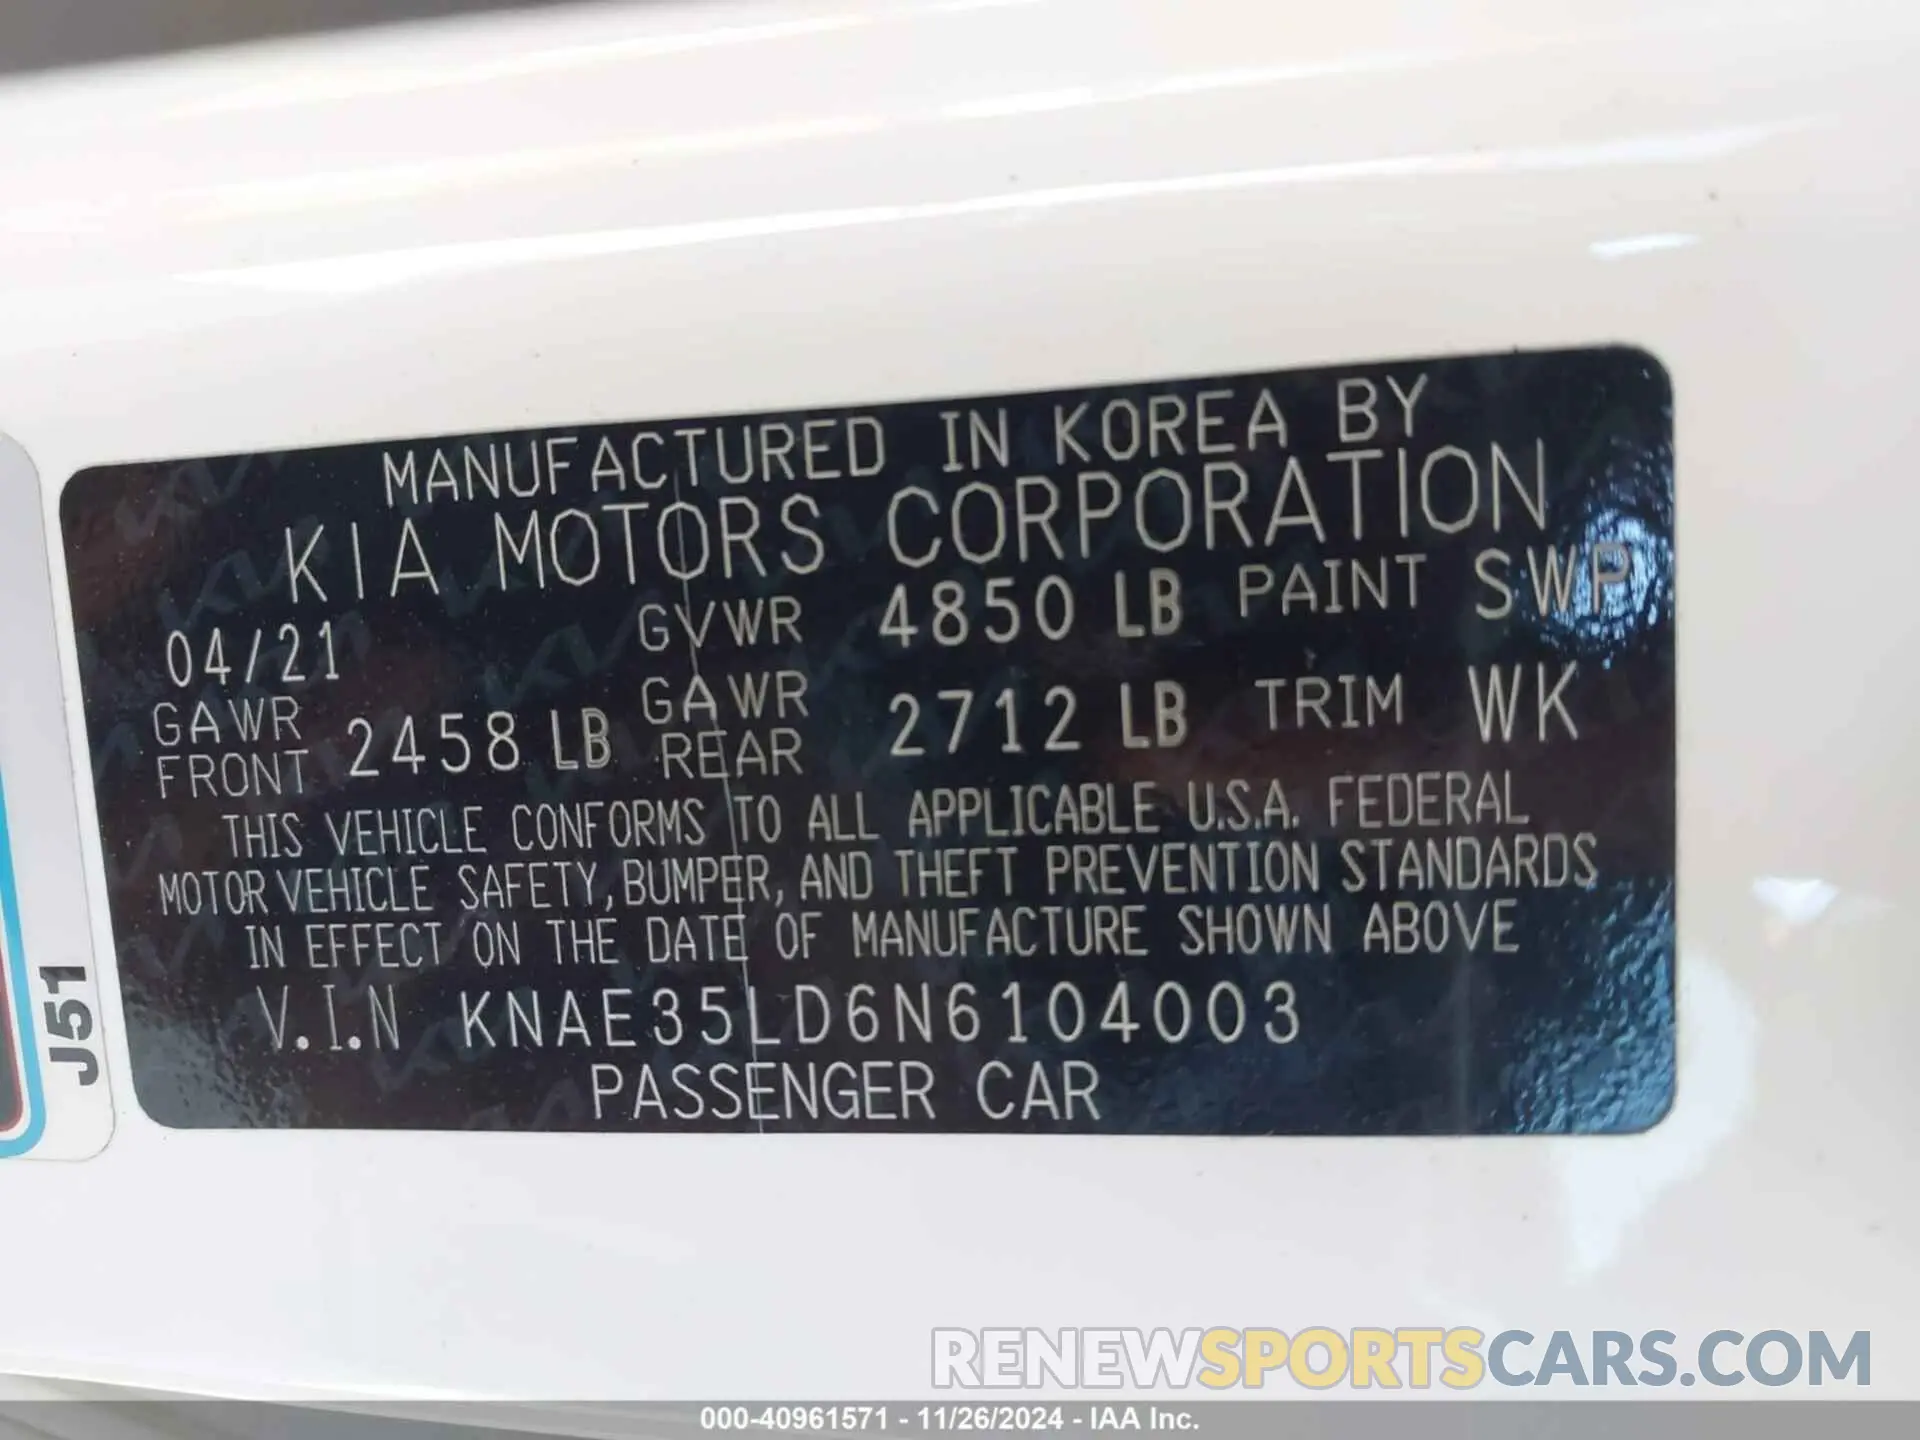 MANUFACTURED IN KOREA BY
KIA MOTORS CORPORATION
04/21 GVWR 4850 LB PAINT SWP
GAWR FRONT 2458 LB GAWR REAR 2712 LB TRIM WK
THIS VEHICLE CONFORMS TO ALL APPLICABLE U.S.A. FEDERAL
MOTOR VEHICLE SAFETY, BUMPER, AND THEFT PREVENTION STANDARDS
IN EFFECT ON THE DATE OF MANUFACTURE SHOWN ABOVE
V.I.N KNAE35LD6N6104003
PASSENGER CAR
J51
RENEWSPORTSCARS.COM
000-40961571 - 11/26/2024 - IAA Inc.